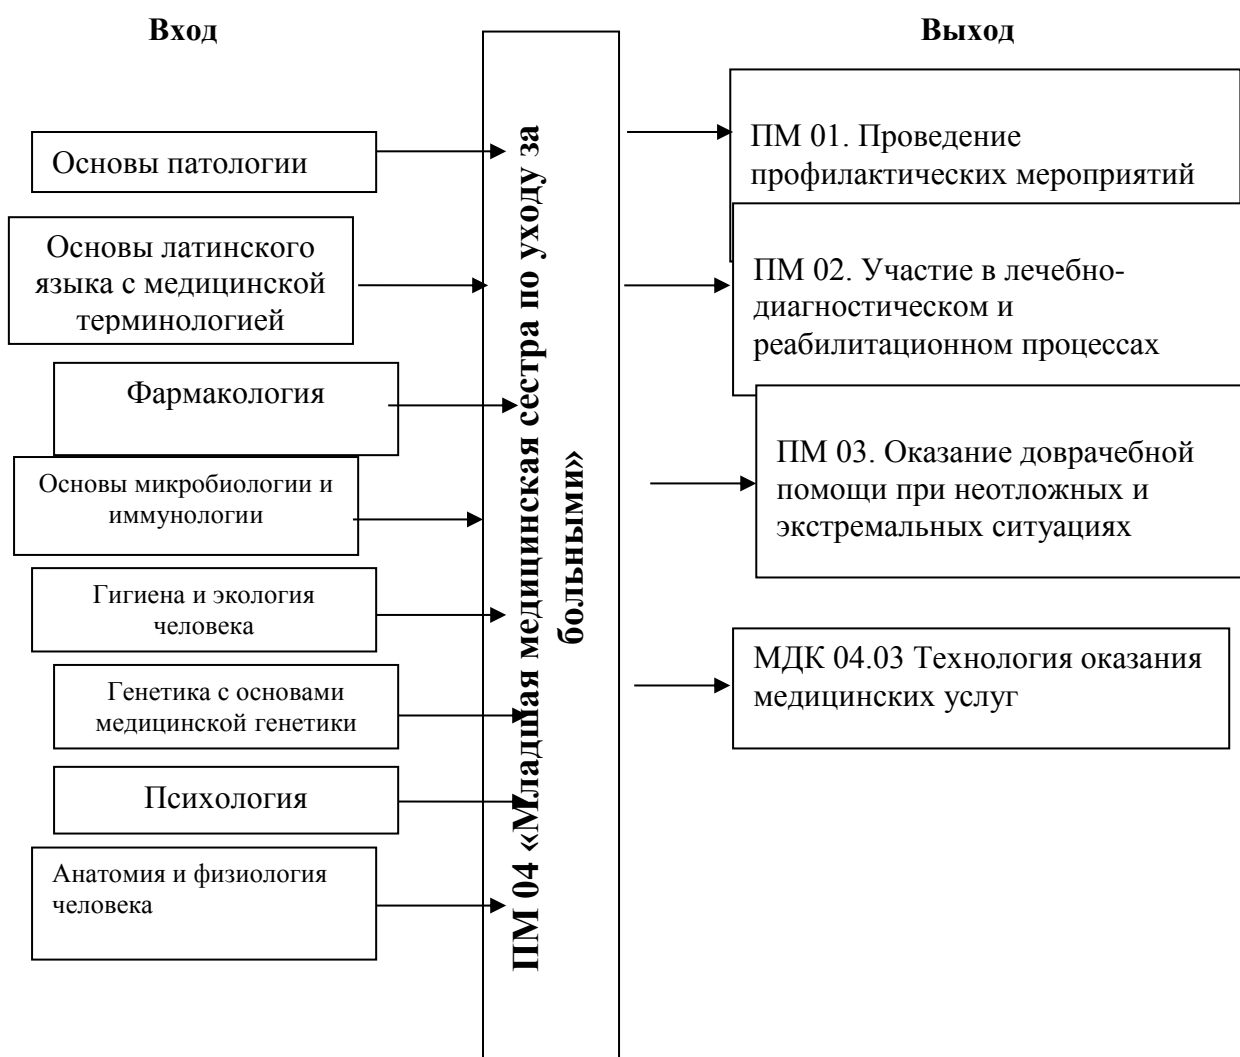 Вход
Выход
Основы патологии
Основы латинского
языка с медицинской
терминологией
Фармакология
Основы микробиологии и
иммунологии
Гигиена и экология
человека
Генетика с основами
медицинской генетики
Психология
Анатомия и физиология
человека
ПМ 04 «Младшая медицинская сестра по уходу за
больными»
ПМ 01. Проведение
профилактических мероприятий
ПМ 02. Участие в лечебно-
диагностическом и
реабилитационном процессах
ПМ 03. Оказание доврачебной
помощи при неотложных и
экстремальных ситуациях
МДК 04.03 Технология оказания
медицинских услуг